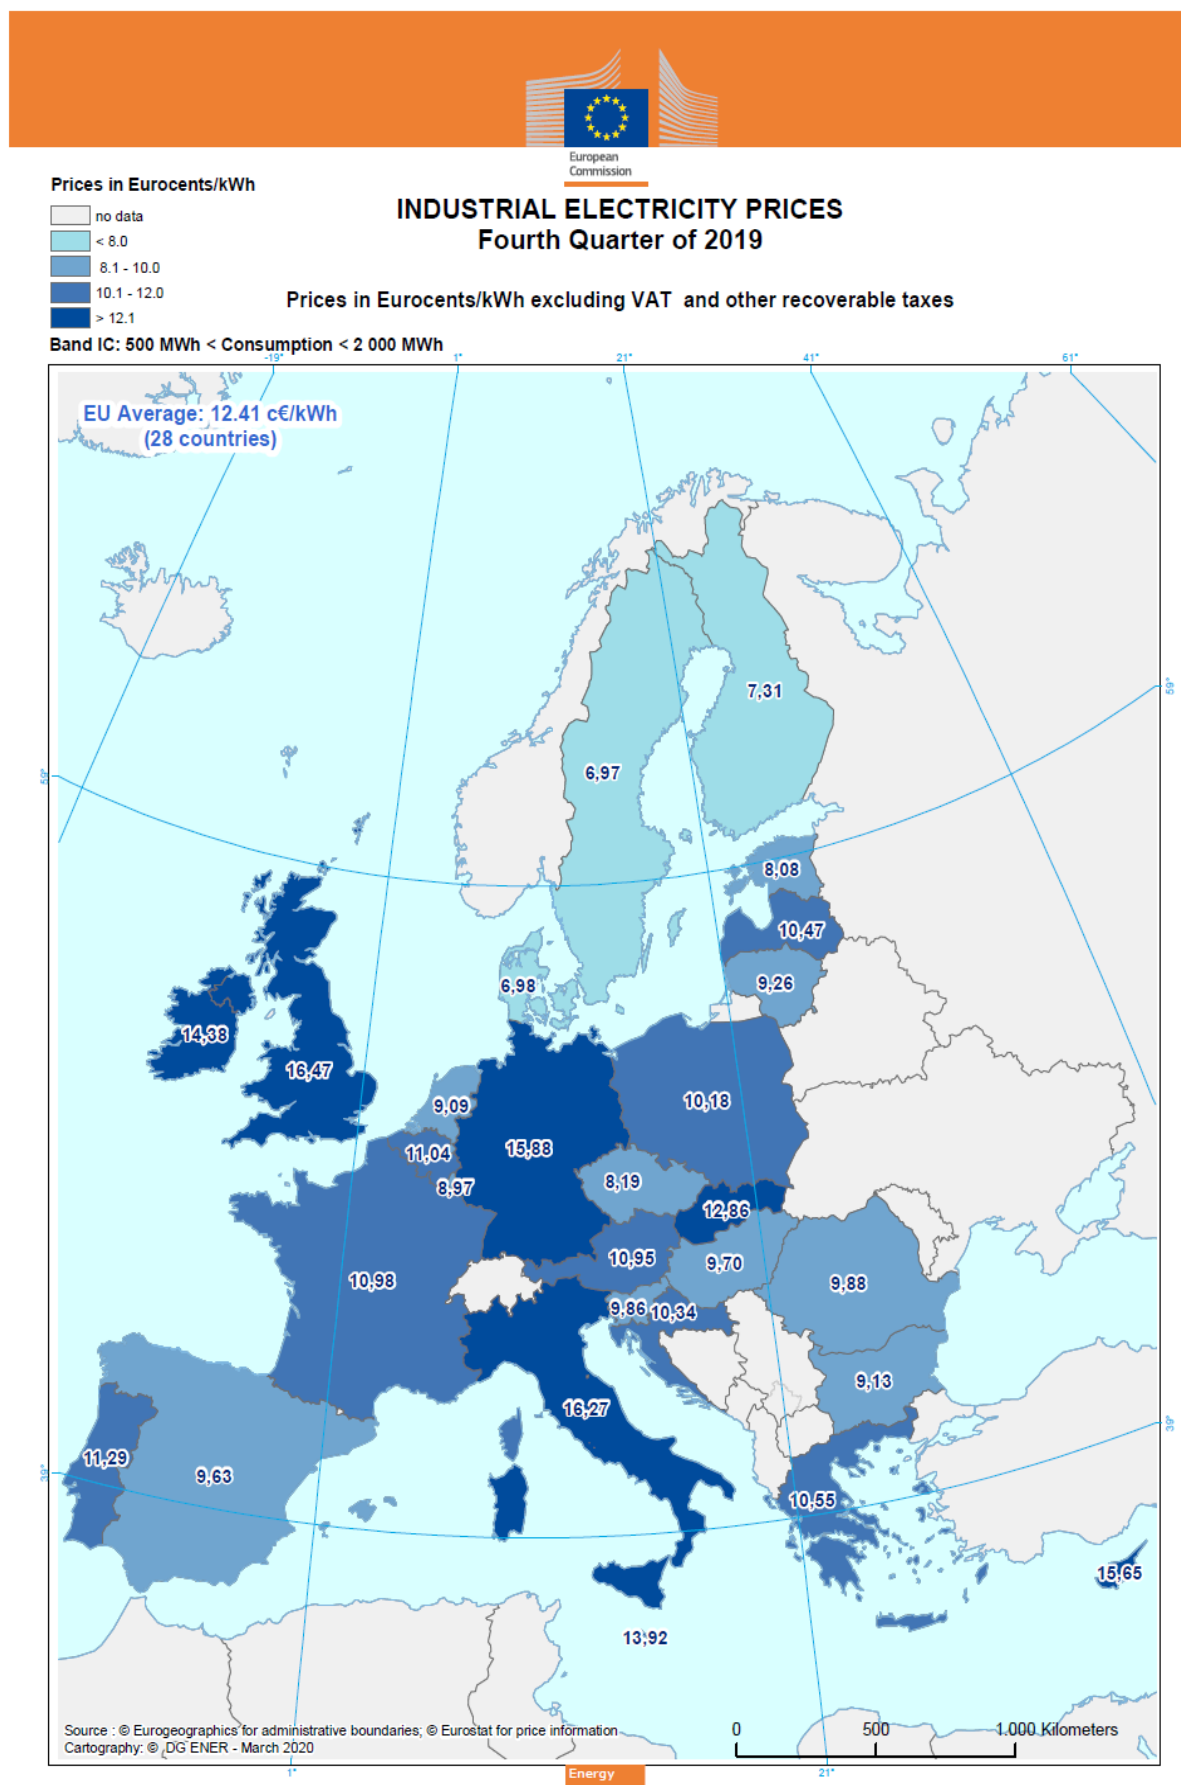 European
Commission
Prices in Eurocents/kWh
no data
< 8.0
8.1 - 10.0
10.1 - 12.0
> 12.1
INDUSTRIAL ELECTRICITY PRICES
Fourth Quarter of 2019
Prices in Eurocents/kWh excluding VAT and other recoverable taxes
Band IC: 500 MWh < Consumption < 2 000 MWh
-19°
1°
21°
41°
61°
EU Average: 12.41 c€/kWh
(28 countries)
7,31
59°
6,97
59°
8,08
10,47
9,26
6,98
14,38
16,47
10,18
9,09
15,88
11,04
8,19
8,97
12,86
10,95
9,70
10,98
9,88
9,86
10,34
9,13
16,27
39°
11,29
39°
9,63
10,55
15,65
13,92
Source : © Eurogeographics for administrative boundaries; © Eurostat for price information
Cartography: © DG ENER - March 2020
0
500
1.000 Kilometers
1°
21°
Energy